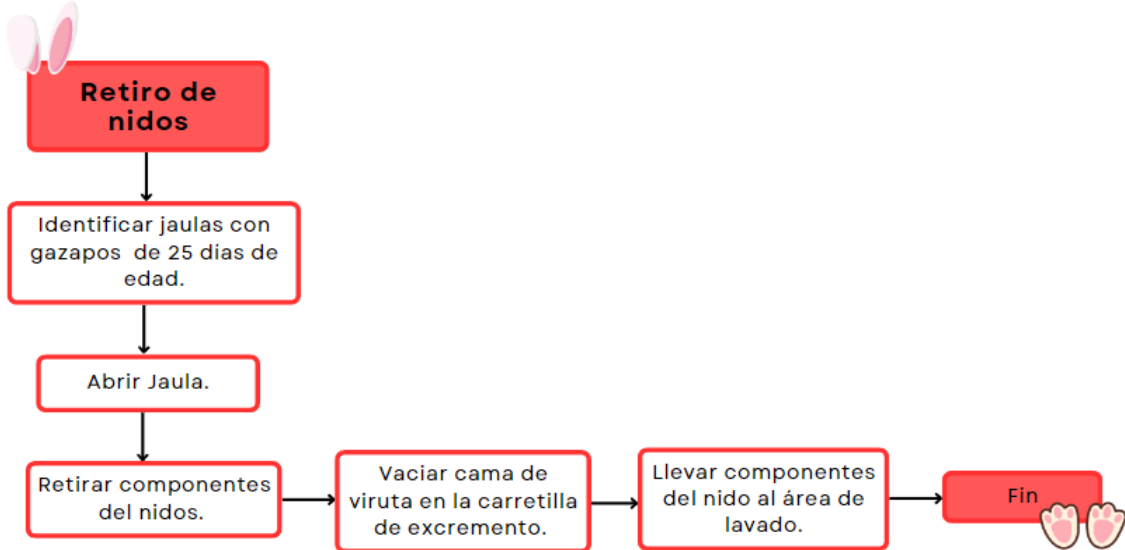 Retiro de
nidos
Identificar jaulas con
gazapos de 25 días de
edad.
Abrir Jaula.
Retirar componentes
del nidos.
Vaciar cama de
viruta en la carretilla
de excremento.
Llevar componentes
del nido al área de
lavado.
Fin